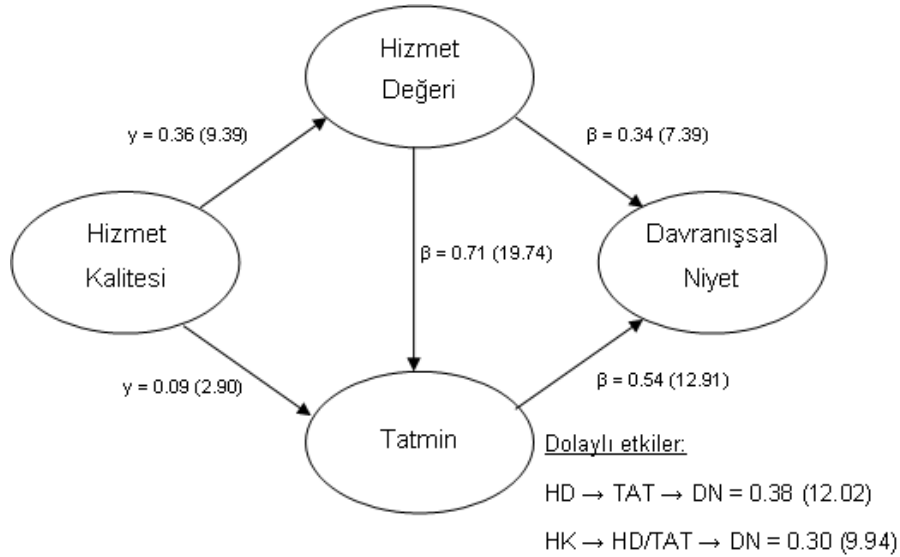 Hizmet
Değeri
y = 0.36 (9.39)
β = 0.34 (7.39)
Hizmet
Kalitesi
β = 0.71 (19.74)
Davranışsal
Niyet
y = 0.09 (2.90)
β = 0.54 (12.91)
Tatmin
Dolaylı etkiler:
HD → TAT → DN = 0.38 (12.02)
HK → HD/TAT → DN = 0.30 (9.94)